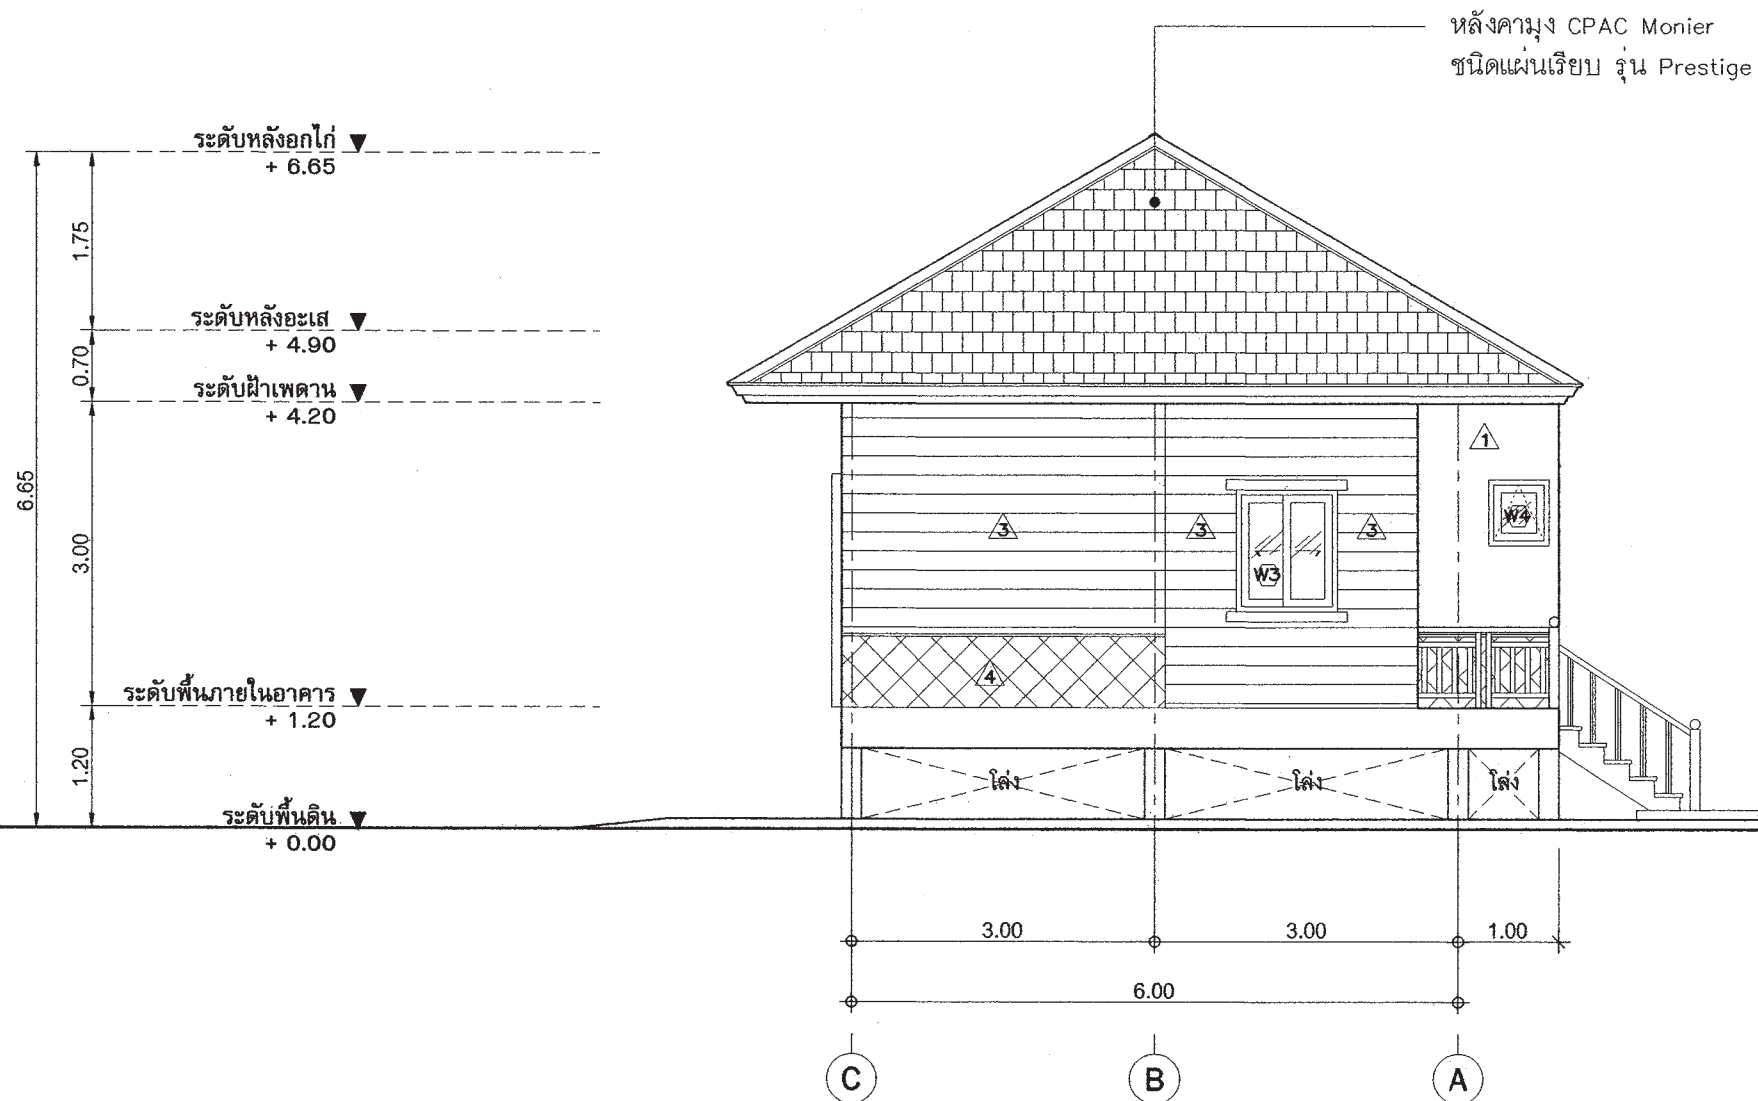 หลังคามุง CPAC Monier
ชนิดแผ่นเรียบ รุ่น Prestige
ระดับหลังอกไก่
+ 6.65
1.75
ระดับหลังอะเส
+ 4.90
0.70
ระดับฝ้าเพดาน
+ 4.20
6.65
3.00
ระดับพื้นภายในอาคาร
+ 1.20
1.20
ระดับพื้นดิน
+ 0.00
1
3
3
3
W4
W3
4
โล่ง
โล่ง
โล่ง
3.00
3.00
1.00
6.00
C
B
A